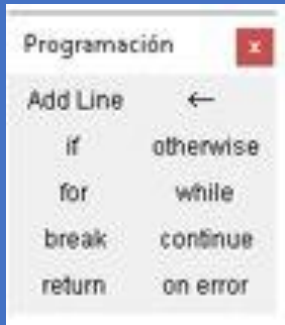 Programación x
Add Line ←
if otherwise
for while
break continue
return on error